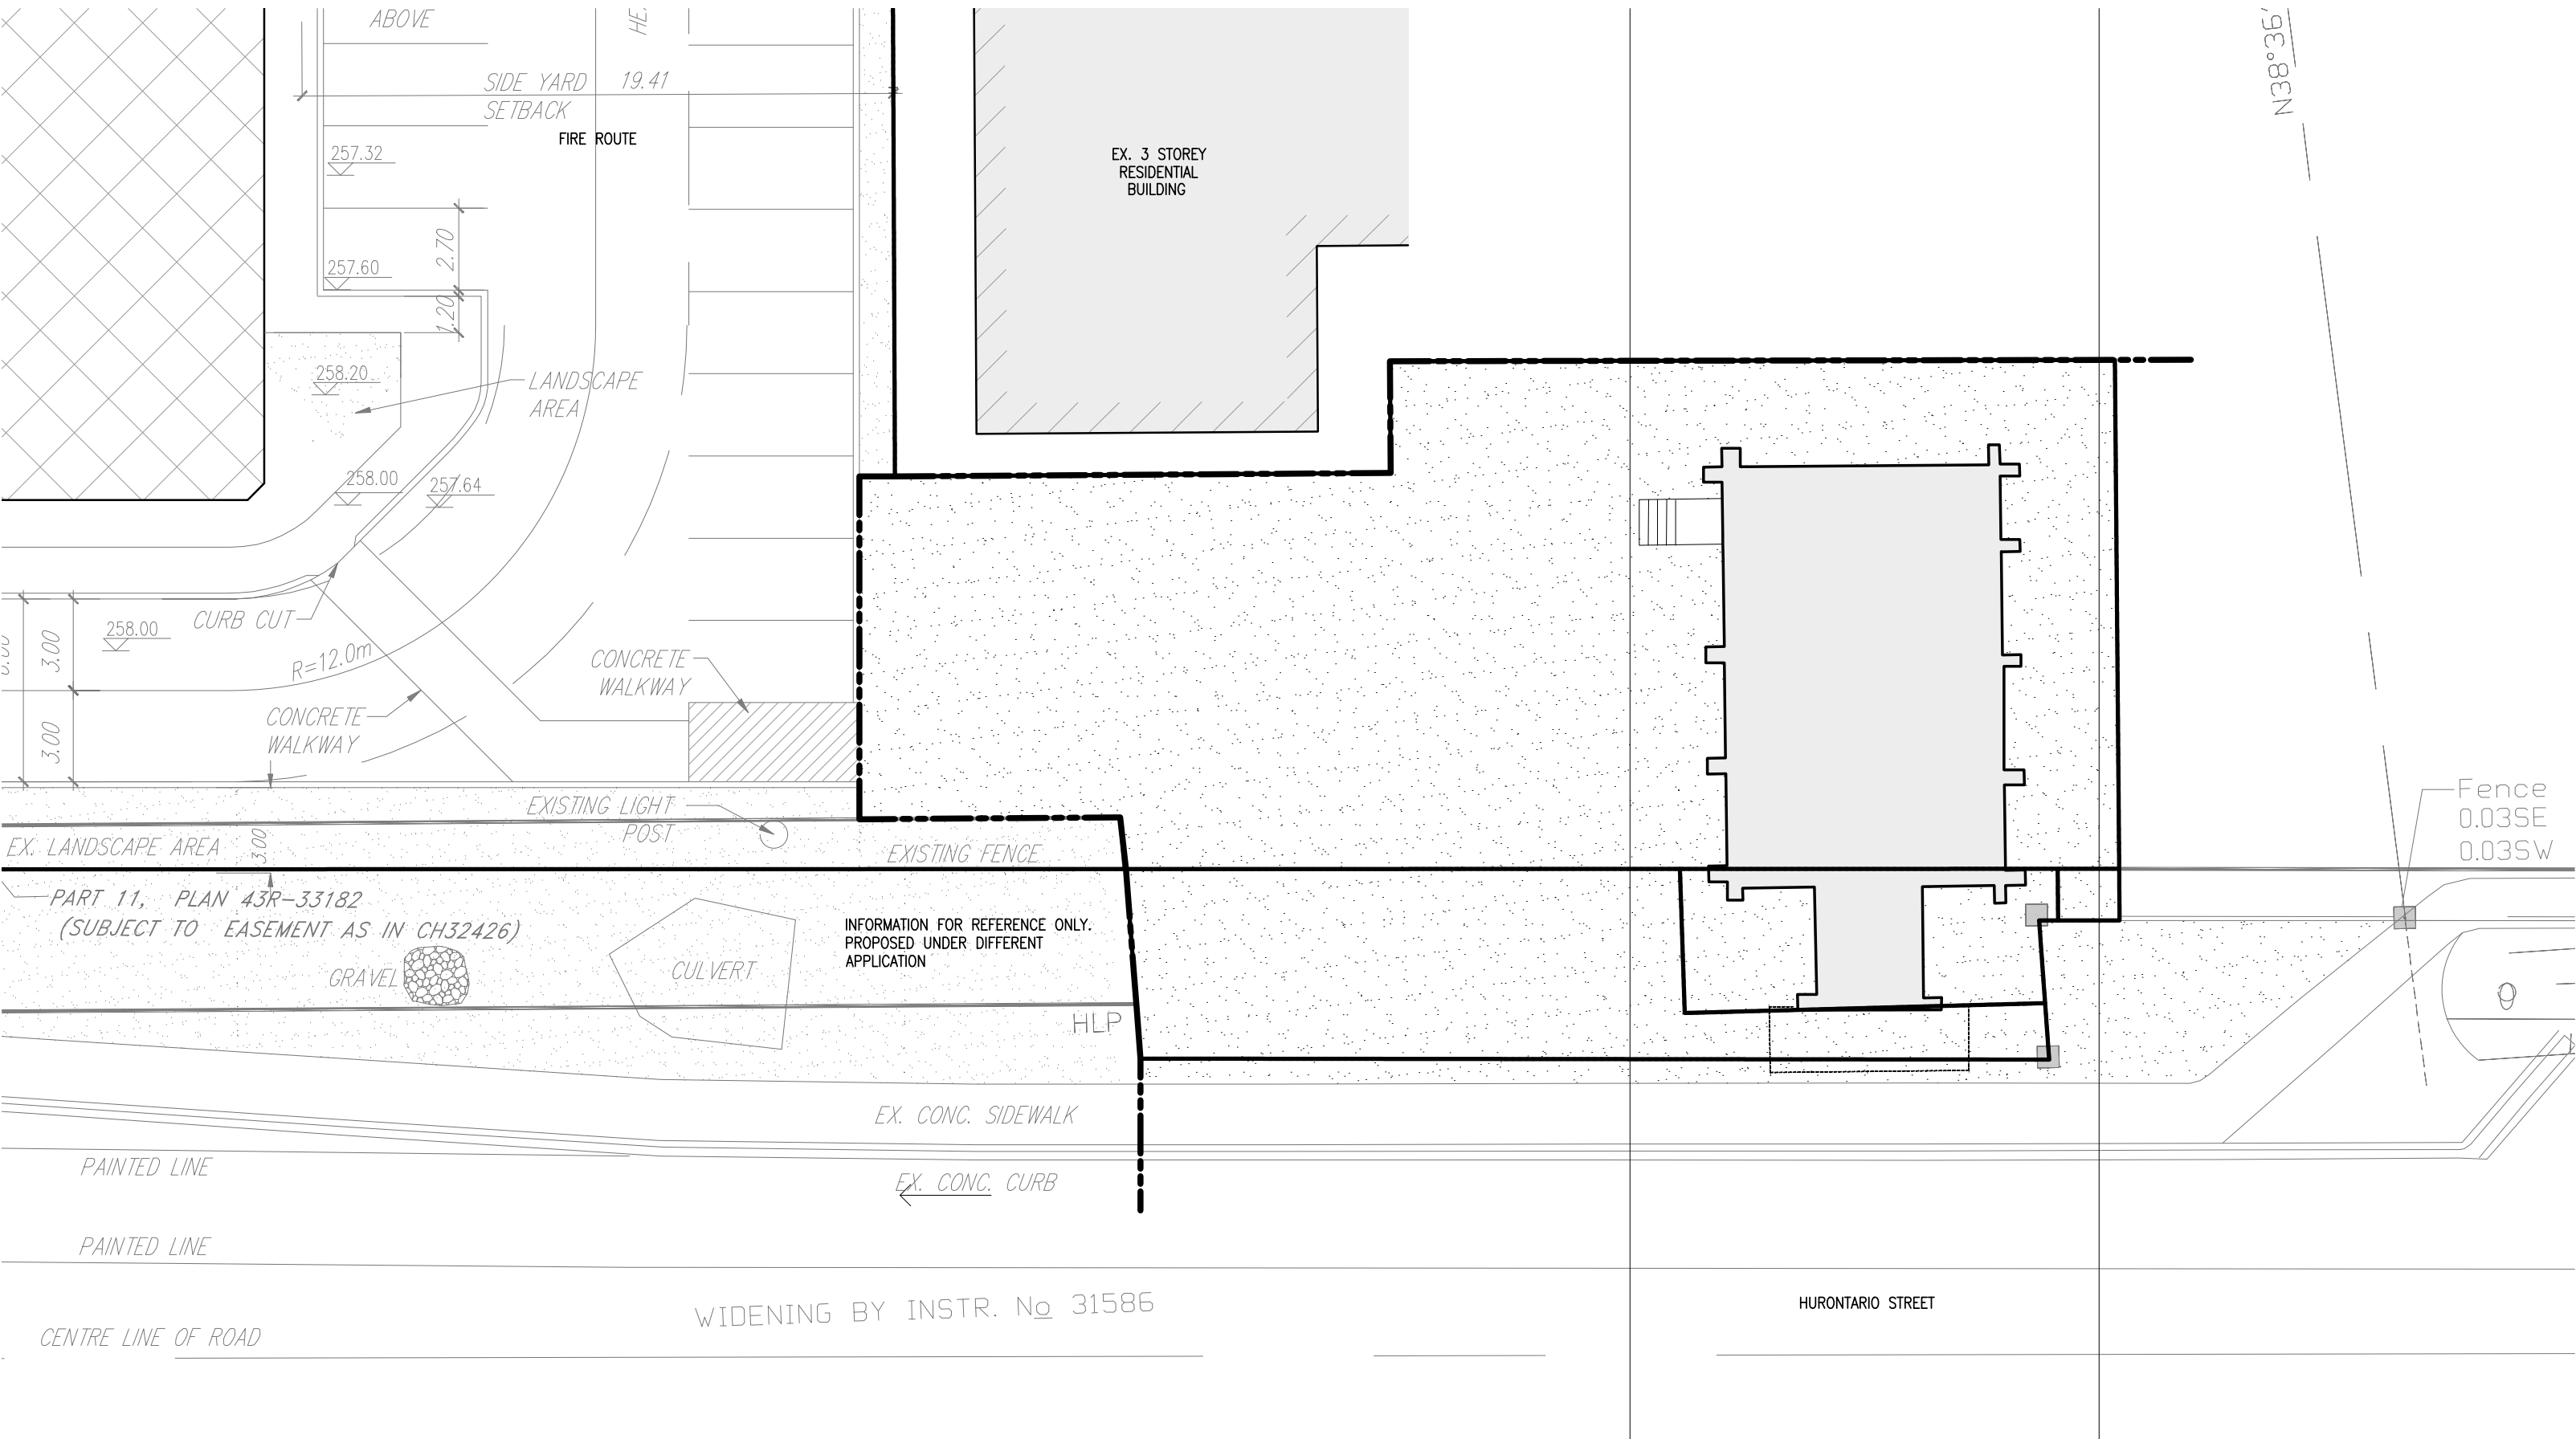 ABOVE
SIDE YARD 19.41
SETBACK
FIRE ROUTE
N38°36'
257.32
EX. 3 STOREY
RESIDENTIAL
BUILDING
2.70
257.60
1.20
258.20
LANDSCAPE
AREA
258.00
257.64
CURB CUT
258.00
3.00
R=12.0m
CONCRETE
WALKWAY
CONCRETE
WALKWAY
3.00
EXISTING LIGHT
POST
EX. LANDSCAPE AREA
3.00
EXISTING FENCE
Fence
0.03SE
0.03SW
PART 11, PLAN 43R-33182
(SUBJECT TO EASEMENT AS IN CH32426)
INFORMATION FOR REFERENCE ONLY.
PROPOSED UNDER DIFFERENT
APPLICATION
GRAVEL
CULVERT
HLP
EX. CONC. SIDEWALK
PAINTED LINE
EX. CONC. CURB
PAINTED LINE
WIDENING BY INSTR. No 31586
HURONTARIO STREET
CENTRE LINE OF ROAD